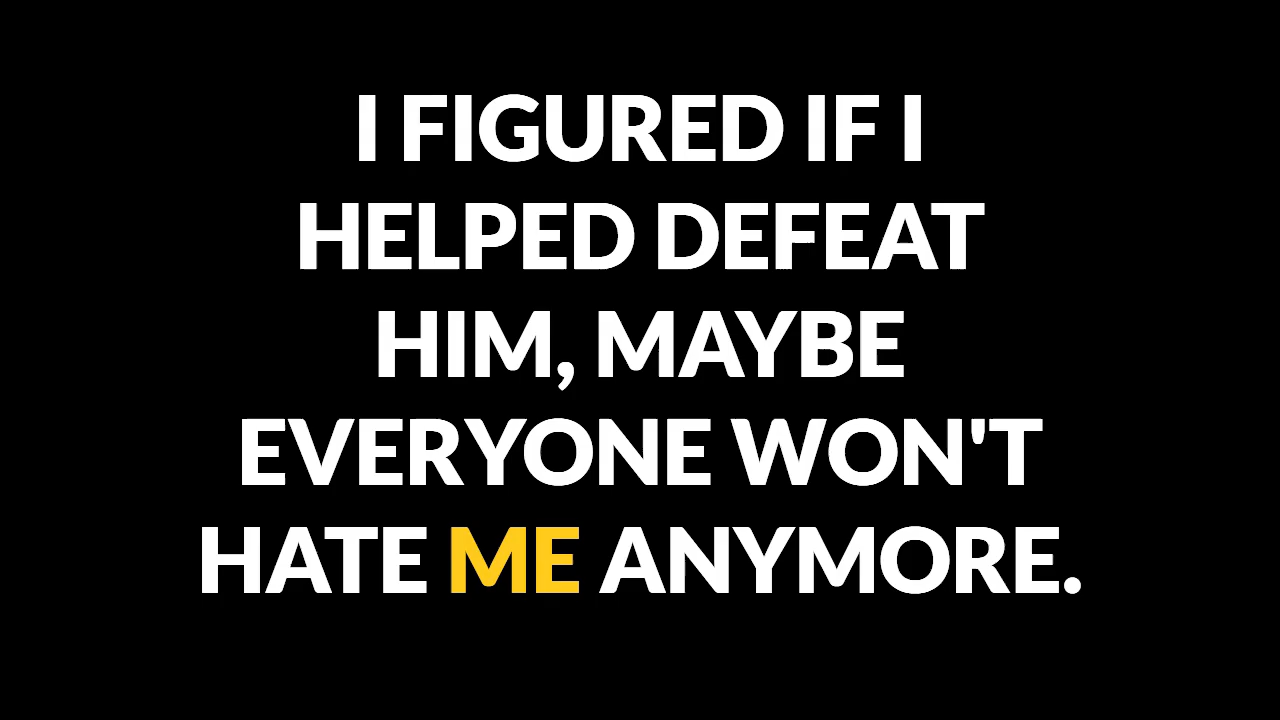 I FIGURED IF I
HELPED DEFEAT
HIM, MAYBE
EVERYONE WON'T
HATE ME ANYMORE.